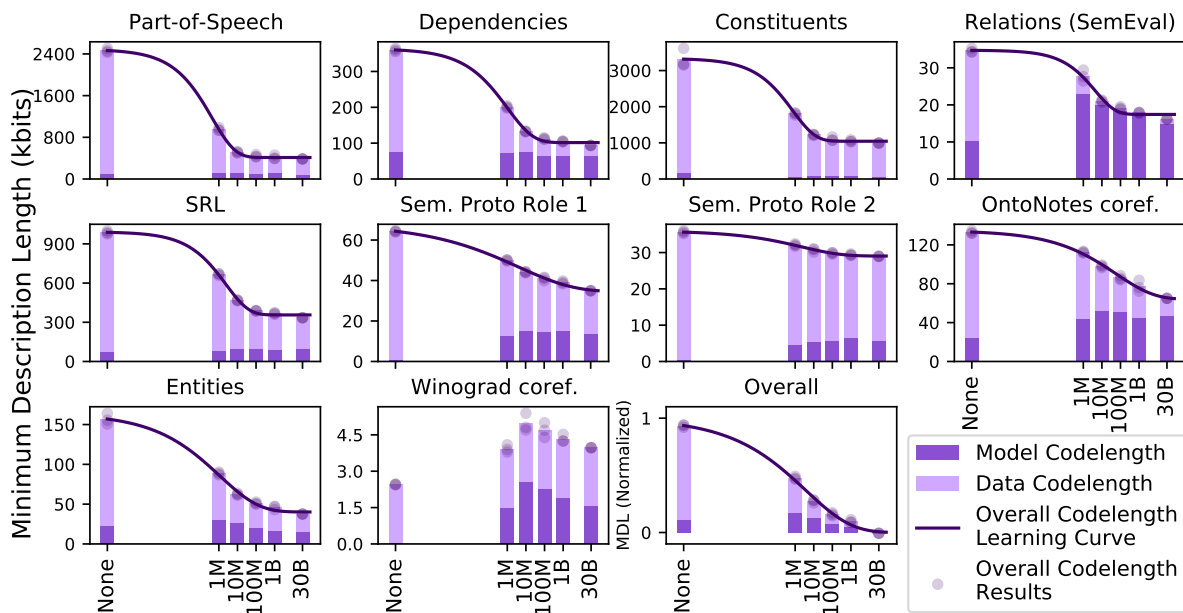 Part-of-Speech
Dependencies
Constituents
Relations (SemEval)
2400
1600
800
0
300
200
100
0
3000
2000
1000
0
30
20
10
0
SRL
Sem. Proto Role 1
Sem. Proto Role 2
OntoNotes coref.
900
600
300
0
60
40
20
0
30
20
10
0
120
80
40
0
None
1M
10M
100M
1B
30B
Entities
Winograd coref.
Overall
150
100
50
0
4.5
3.0
1.5
0.0
1
0
MDL (Normalized)
None
1M
10M
100M
1B
30B
None
1M
10M
100M
1B
30B
None
1M
10M
100M
1B
30B
Minimum Description Length (kbits)
Model Codelength
Data Codelength
Overall Codelength
Learning Curve
Overall Codelength
Results